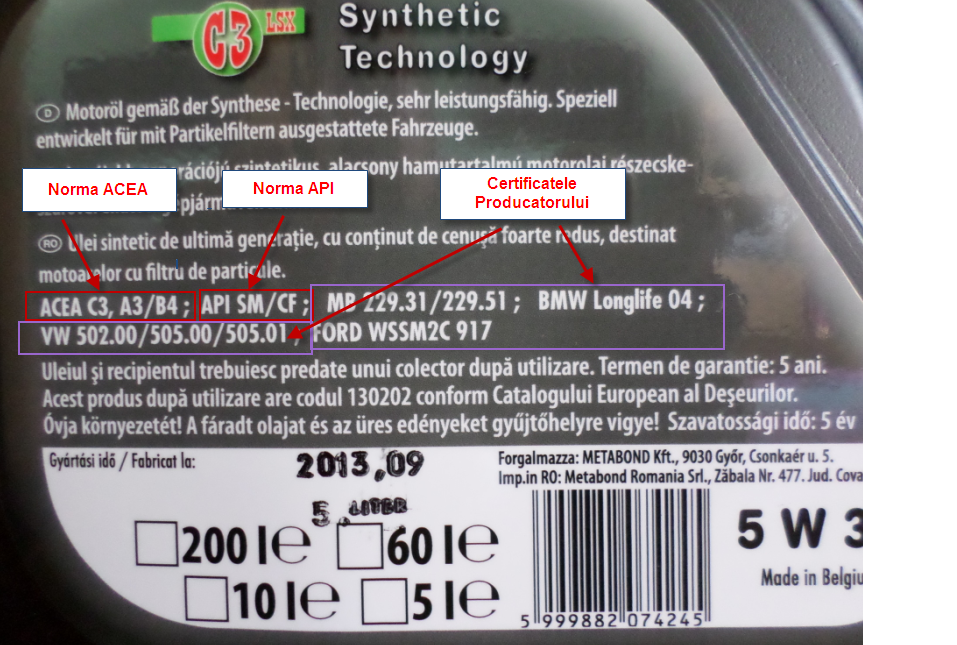 C3 LSX
Synthetic
Technology
D Motoröl gemäß der Synthese - Technologie, sehr leistungsfähig. Speziell
entwickelt für mit Partikelfiltern ausgestattete Fahrzeuge.
szintetikus, alacsony hamutartalmú motorolaj részecske-
Norma ACEA
Norma API
Certificatele
Producatorului
RO Ulei sintetic de ultimă generație, cu conținut de cenușă foarte redus, destinat
motoarelor cu filtru de particule.
ACEA C3, A3/B4 ; API SM/CF ; MB 229.31/229.51 ; BMW Longlife 04 ;
VW 502.00/505.00/505.01 ; FORD WSSM2C 917
Uleiul și recipientul trebuiesc predate unui colector după utilizare. Termen de garantie: 5 ani.
Acest produs după utilizare are codul 130202 conform Catalogului European al Deșeurilor.
Óvja környezetét! A fáradt olajat és az üres edényeket gyűjtőhelyre vigye! Szavatossági idő: 5 év
Gyártási idő / Fabricat la:
2013,09
Forgalmazza: METABOND Kft., 9030 Győr, Csonkaér u. 5.
Imp.in RO: Metabond Romania Srl., Zăbala Nr. 477. Jud. Cova
5. LITER
200 l℮ 60 l℮
10 l℮ 5 l℮
5 W 3
Made in Belgiu
5 999882 074245